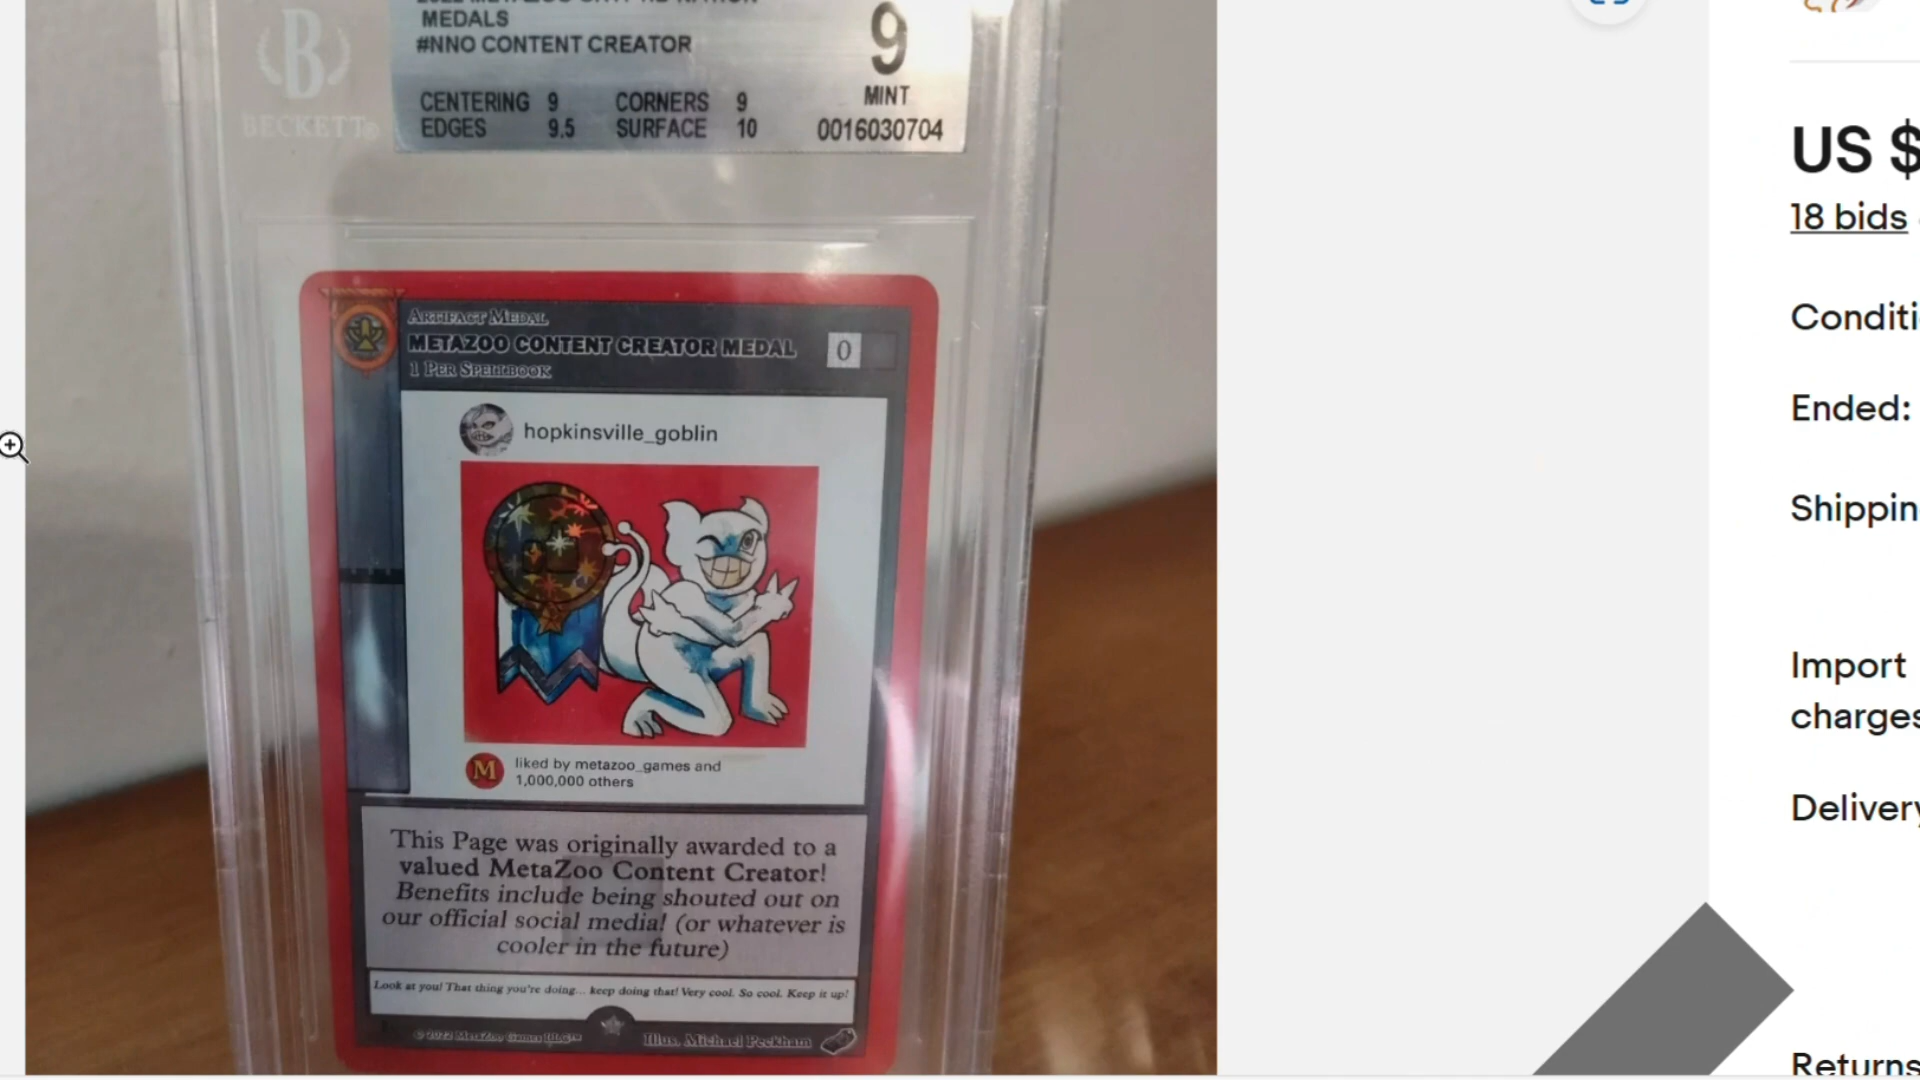 MEDALS
#NNO CONTENT CREATOR
9
MINT
CENTERING 9 CORNERS 9
EDGES 9.5 SURFACE 10
0016030704
B
BECKETT®
ARTIFACT MEDAL
METAZOO CONTENT CREATOR MEDAL
0
1 PER SPELLBOOK
hopkinsville_goblin
M
liked by metazoo_games and
1,000,000 others
This Page was originally awarded to a
valued MetaZoo Content Creator!
Benefits include being shouted out on
our official social media! (or whatever is
cooler in the future)
Look at you! That thing you're doing... keep doing that! Very cool. So cool. Keep it up!
© 2022 MetaZoo Games LLC™
Illus. Michael Peckham
US $
18 bids
Conditi
Ended:
Shippin
Import
charges
Delivery
Returns